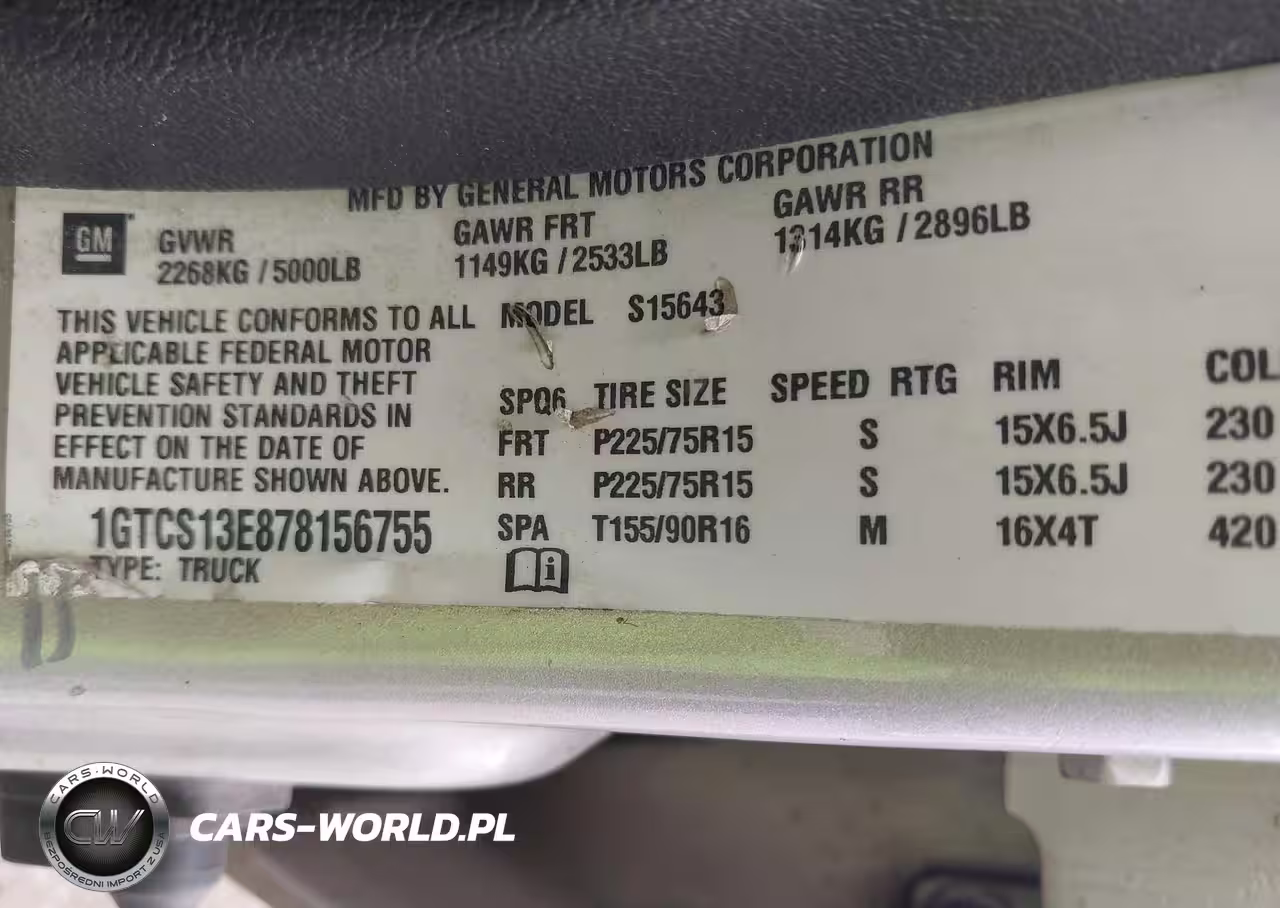 MFD BY GENERAL MOTORS CORPORATION
GM
GVWR
2268KG / 5000LB
GAWR FRT
1149KG / 2533LB
GAWR RR
1314KG / 2896LB
THIS VEHICLE CONFORMS TO ALL
APPLICABLE FEDERAL MOTOR
VEHICLE SAFETY AND THEFT
PREVENTION STANDARDS IN
EFFECT ON THE DATE OF
MANUFACTURE SHOWN ABOVE.
1GTCS13E878156755
TYPE: TRUCK
MODEL S15643
SPQ6 TIRE SIZE SPEED RTG RIM COL
FRT P225/75R15 S 15X6.5J 230
RR P225/75R15 S 15X6.5J 230
SPA T155/90R16 M 16X4T 420
i
CARS-WORLD
CW
BEZPOŚREDNI IMPORT Z USA
CARS-WORLD.PL